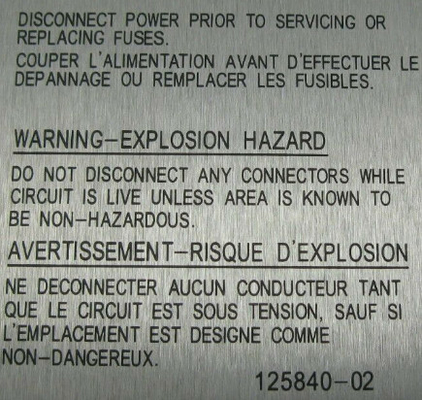 DISCONNECT POWER PRIOR TO SERVICING OR
REPLACING FUSES.
COUPER L'ALIMENTATION AVANT D'EFFECTUER LE
DEPANNAGE OU REMPLACER LES FUSIBLES.
WARNING-EXPLOSION HAZARD
DO NOT DISCONNECT ANY CONNECTORS WHILE
CIRCUIT IS LIVE UNLESS AREA IS KNOWN TO
BE NON-HAZARDOUS.
AVERTISSEMENT-RISQUE D'EXPLOSION
NE DECONNECTER AUCUN CONDUCTEUR TANT
QUE LE CIRCUIT EST SOUS TENSION, SAUF SI
L'EMPLACEMENT EST DESIGNE COMME
NON-DANGEREUX.
125840-02